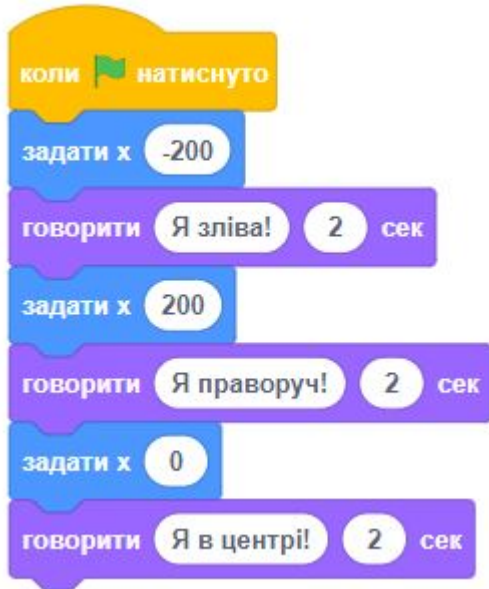 коли натиснуто
задати x -200
говорити Я зліва! 2 сек
задати x 200
говорити Я праворуч! 2 сек
задати x 0
говорити Я в центрі! 2 сек